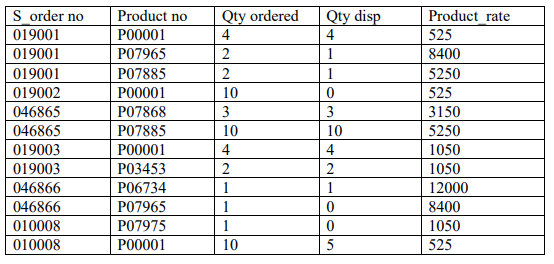 S_order no Product no Qty ordered Qty disp Product_rate
019001 P00001 4 4 525
019001 P07965 2 1 8400
019001 P07885 2 1 5250
019002 P00001 10 0 525
046865 P07868 3 3 3150
046865 P07885 10 10 5250
019003 P00001 4 4 1050
019003 P03453 2 2 1050
046866 P06734 1 1 12000
046866 P07965 1 0 8400
010008 P07975 1 0 1050
010008 P00001 10 5 525